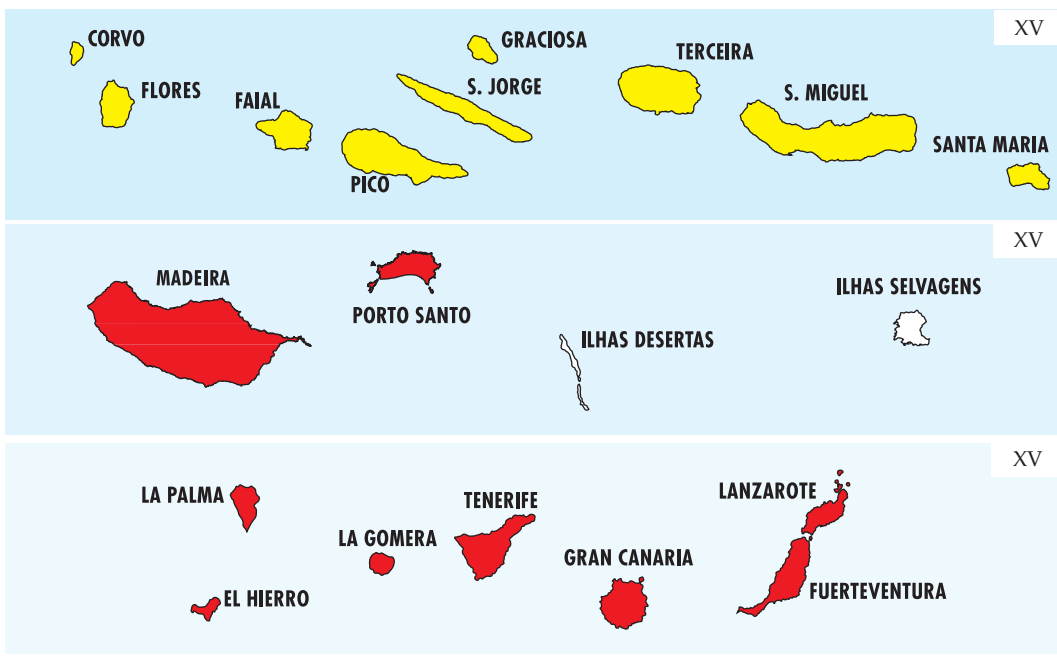 XV
CORVO
GRACIOSA
TERCEIRA
FLORES
S. JORGE
S. MIGUEL
FAIAL
SANTA MARIA
PICO
XV
MADEIRA
ILHAS SELVAGENS
PORTO SANTO
ILHAS DESERTAS
XV
LA PALMA
TENERIFE
LANZAROTE
LA GOMERA
GRAN CANARIA
EL HIERRO
FUERTEVENTURA